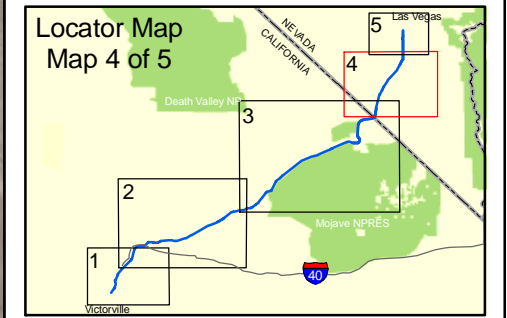 Locator Map
Map 4 of 5
NEVADA
CALIFORNIA
Las Vegas
5
4
Death Valley NP
3
2
Mojave NPRES
1
40
Victorville